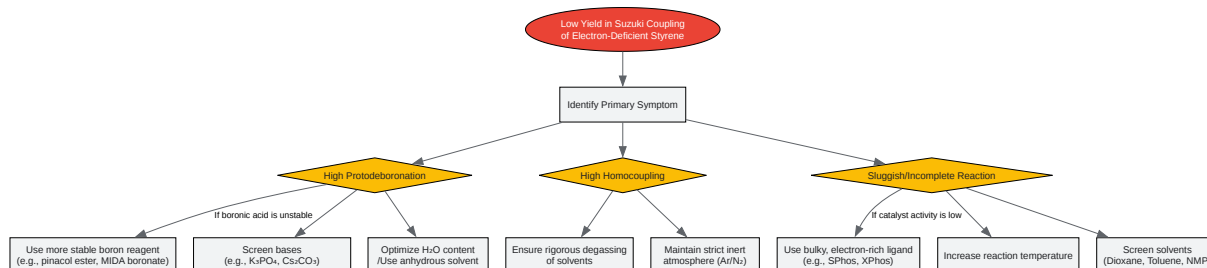 Low Yield in Suzuki Coupling
of Electron-Deficient Styrene
Identify Primary Symptom
High Protodeboronation
High Homocoupling
Sluggish/Incomplete Reaction
If boronic acid is unstable
If catalyst activity is low
Use more stable boron reagent
(e.g., pinacol ester, MIDA boronate)
Screen bases
(e.g., K₃PO₄, Cs₂CO₃)
Optimize H₂O content
/Use anhydrous solvent
Ensure rigorous degassing
of solvents
Maintain strict inert
atmosphere (Ar/N₂)
Use bulky, electron-rich ligand
(e.g., SPhos, XPhos)
Increase reaction temperature
Screen solvents
(Dioxane, Toluene, NMP